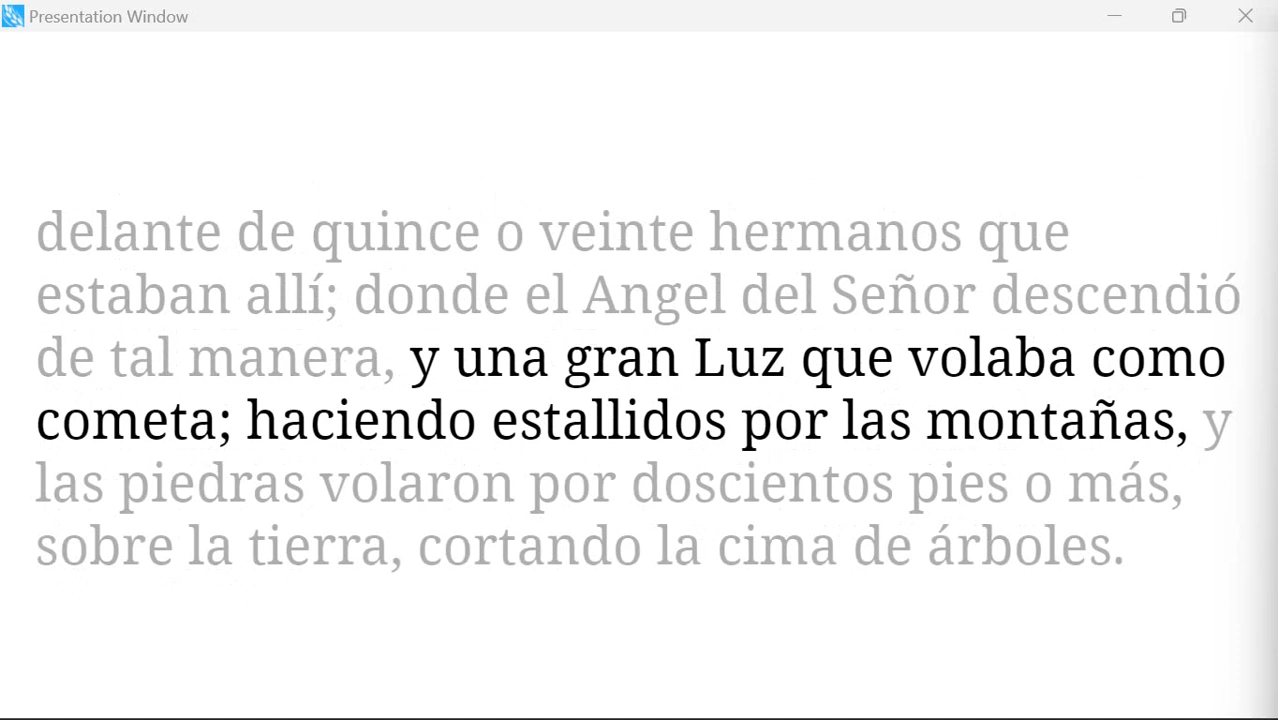 Presentation Window
delante de quince o veinte hermanos que
estaban allí; donde el Angel del Señor descendió
de tal manera, y una gran Luz que volaba como
cometa; haciendo estallidos por las montañas, y
las piedras volaron por doscientos pies o más,
sobre la tierra, cortando la cima de árboles.